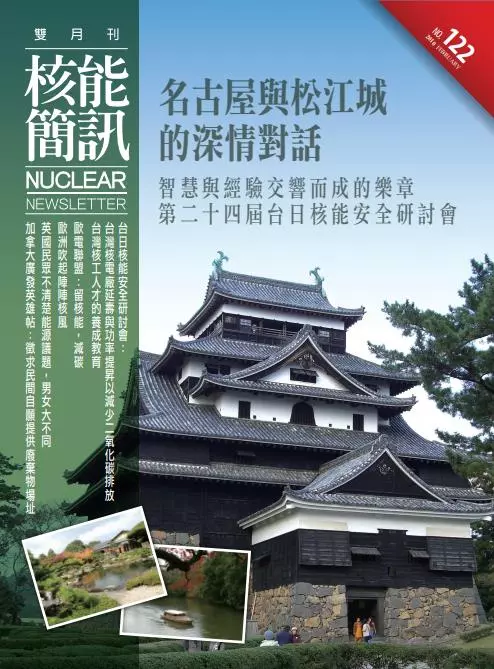 雙月刊
核能
簡訊
NUCLEAR
NEWSLETTER
NO.
122
2010 FEBRUARY
名古屋與松江城
的深情對話
智慧與經驗交響而成的樂章
第二十四屆台日核能安全研討會
台日核能安全研討會：
台灣核電廠延壽與功率提昇以減少二氧化碳排放
台灣核工人才的養成教育
歐電聯盟：留核能，減碳
歐洲吹起陣陣核風
英國民眾不清楚能源議題，男女大不同
加拿大廣發英雄帖：徵求民間自願提供廢棄物場址